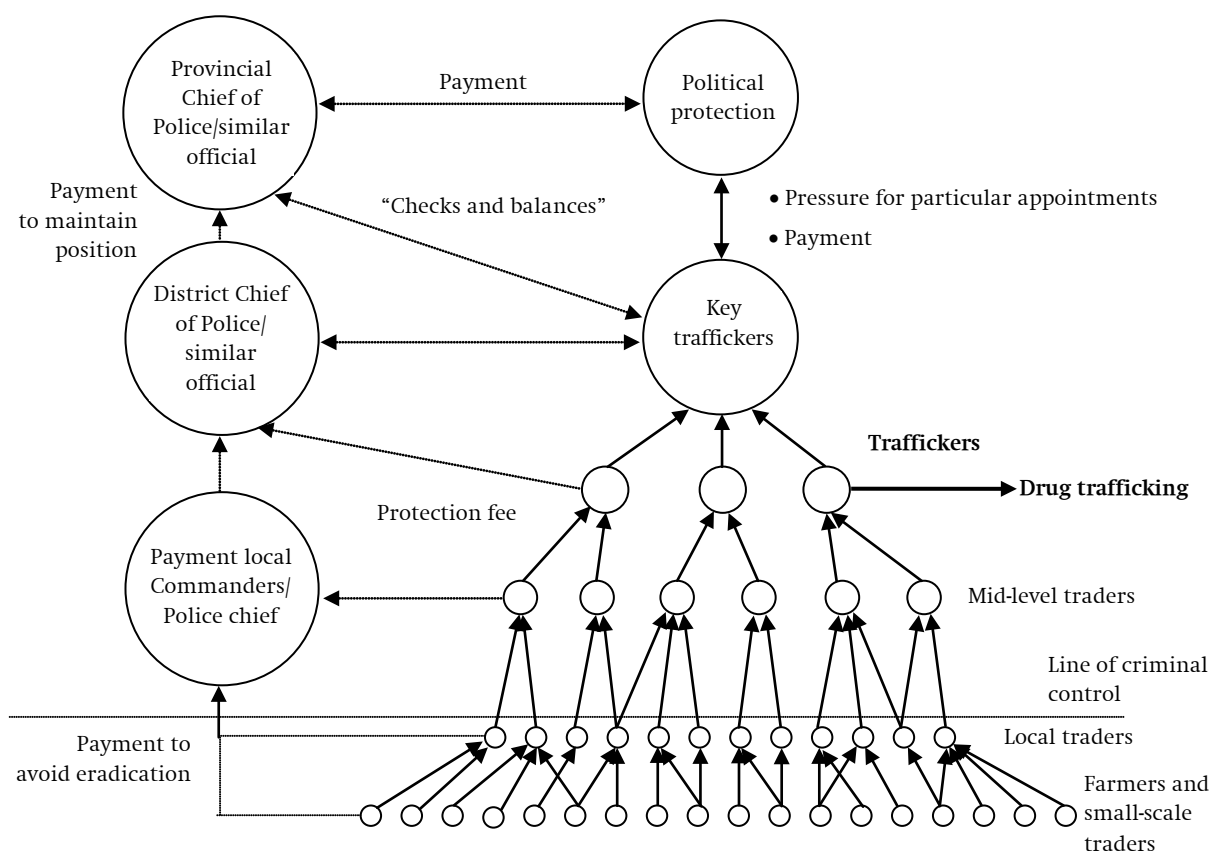 Provincial
Chief of
Police/similar
official
Payment
Political
protection
Payment
to maintain
position
“Checks and balances”
• Pressure for particular appointments
• Payment
District Chief
of Police/
similar
official
Key
traffickers
Traffickers
Drug trafficking
Protection fee
Payment local
Commanders/
Police chief
Mid-level traders
Line of criminal
control
Payment to
avoid eradication
Local traders
Farmers and
small-scale
traders